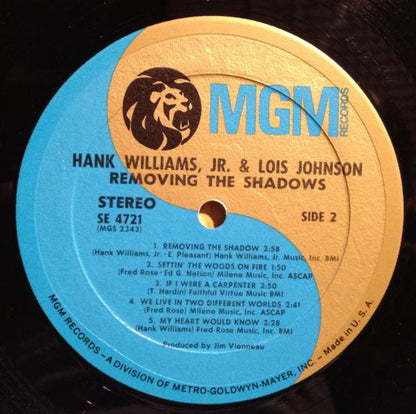 MGM
RECORDS
HANK WILLIAMS, JR. & LOIS JOHNSON
REMOVING THE SHADOWS
STEREO
SE 4721
(MGS 2343)
SIDE 2
1. REMOVING THE SHADOW 2:58
(Hank Williams, Jr. - E. Pleasant) Hank Williams, Jr. Music, Inc. BMI
2. SETTIN' THE WOODS ON FIRE 1:50
(Fred Rose - Ed G. Nelson) Milene Music, Inc. ASCAP
3. IF I WERE A CARPENTER 2:50
(T. Hardin) Faithful Virtue Music BMI
4. WE LIVE IN TWO DIFFERENT WORLDS 2:41
(Fred Rose) Milene Music, Inc. ASCAP
5. MY HEART WOULD KNOW 2:28
(Hank Williams) Fred Rose Music, Inc. BMI
Produced by Jim Vienneau
MGM RECORDS – A DIVISION OF METRO-GOLDWYN-MAYER, INC. – Made in U. S. A.